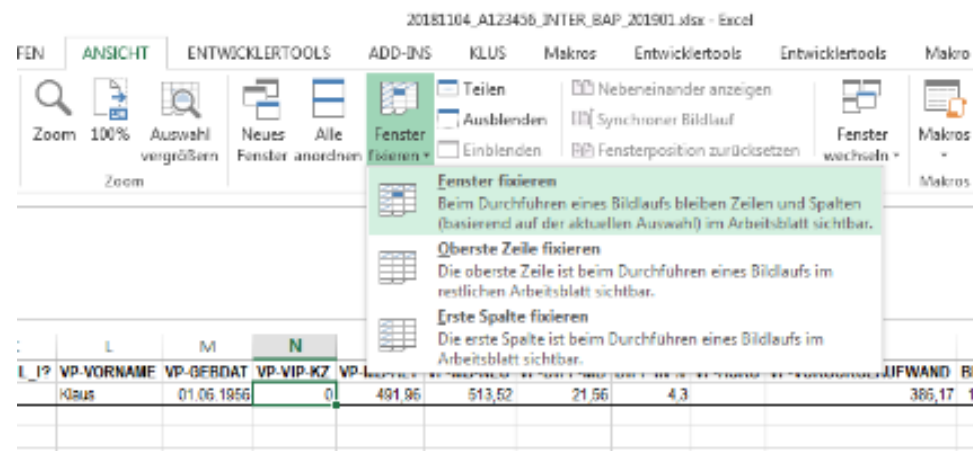 20181104_A123456_INTER_BAP_201901.xlsx - Excel
FEN ANSICHT ENTWICKLERTOOLS ADD-INS KLUS Makros Entwicklertools Entwicklertools Makro
Zoom 100% Auswahl vergrößern
Neues Fenster
Alle anordnen
Fenster fixieren
Teilen
Ausblenden
Einblenden
Nebeneinander anzeigen
Synchroner Bildlauf
Fensterposition zurücksetzen
Fenster wechseln
Makros
Zoom
Makros
Fenster fixieren
Beim Durchführen eines Bildlaufs bleiben Zeilen und Spalten
(basierend auf der aktuellen Auswahl) im Arbeitsblatt sichtbar.
Oberste Zeile fixieren
Die oberste Zeile ist beim Durchführen eines Bildlaufs im
restlichen Arbeitsblatt sichtbar.
Erste Spalte fixieren
Die erste Spalte ist beim Durchführen eines Bildlaufs im
Arbeitsblatt sichtbar.
L M N
VP-VORNAME VP-GEBDAT VP-VIP-KZ
Klaus 01.06.1956 0 491,96 513,52 21,56 4,3 386,17